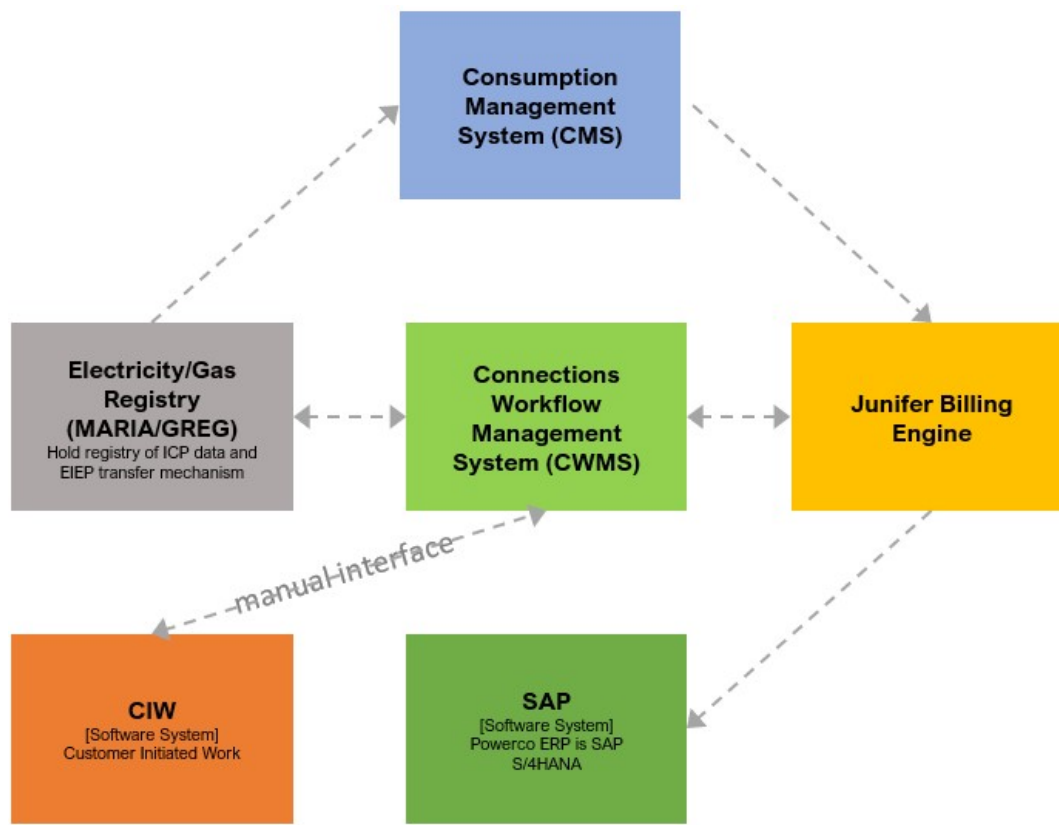 Consumption
Management
System (CMS)
Electricity/Gas
Registry
(MARIA/GREG)
Hold registry of ICP data and
EIEP transfer mechanism
Connections
Workflow
Management
System (CWMS)
Junifer Billing
Engine
manual interface
CIW
[Software System]
Customer Initiated Work
SAP
[Software System]
Powerco ERP is SAP
S/4HANA